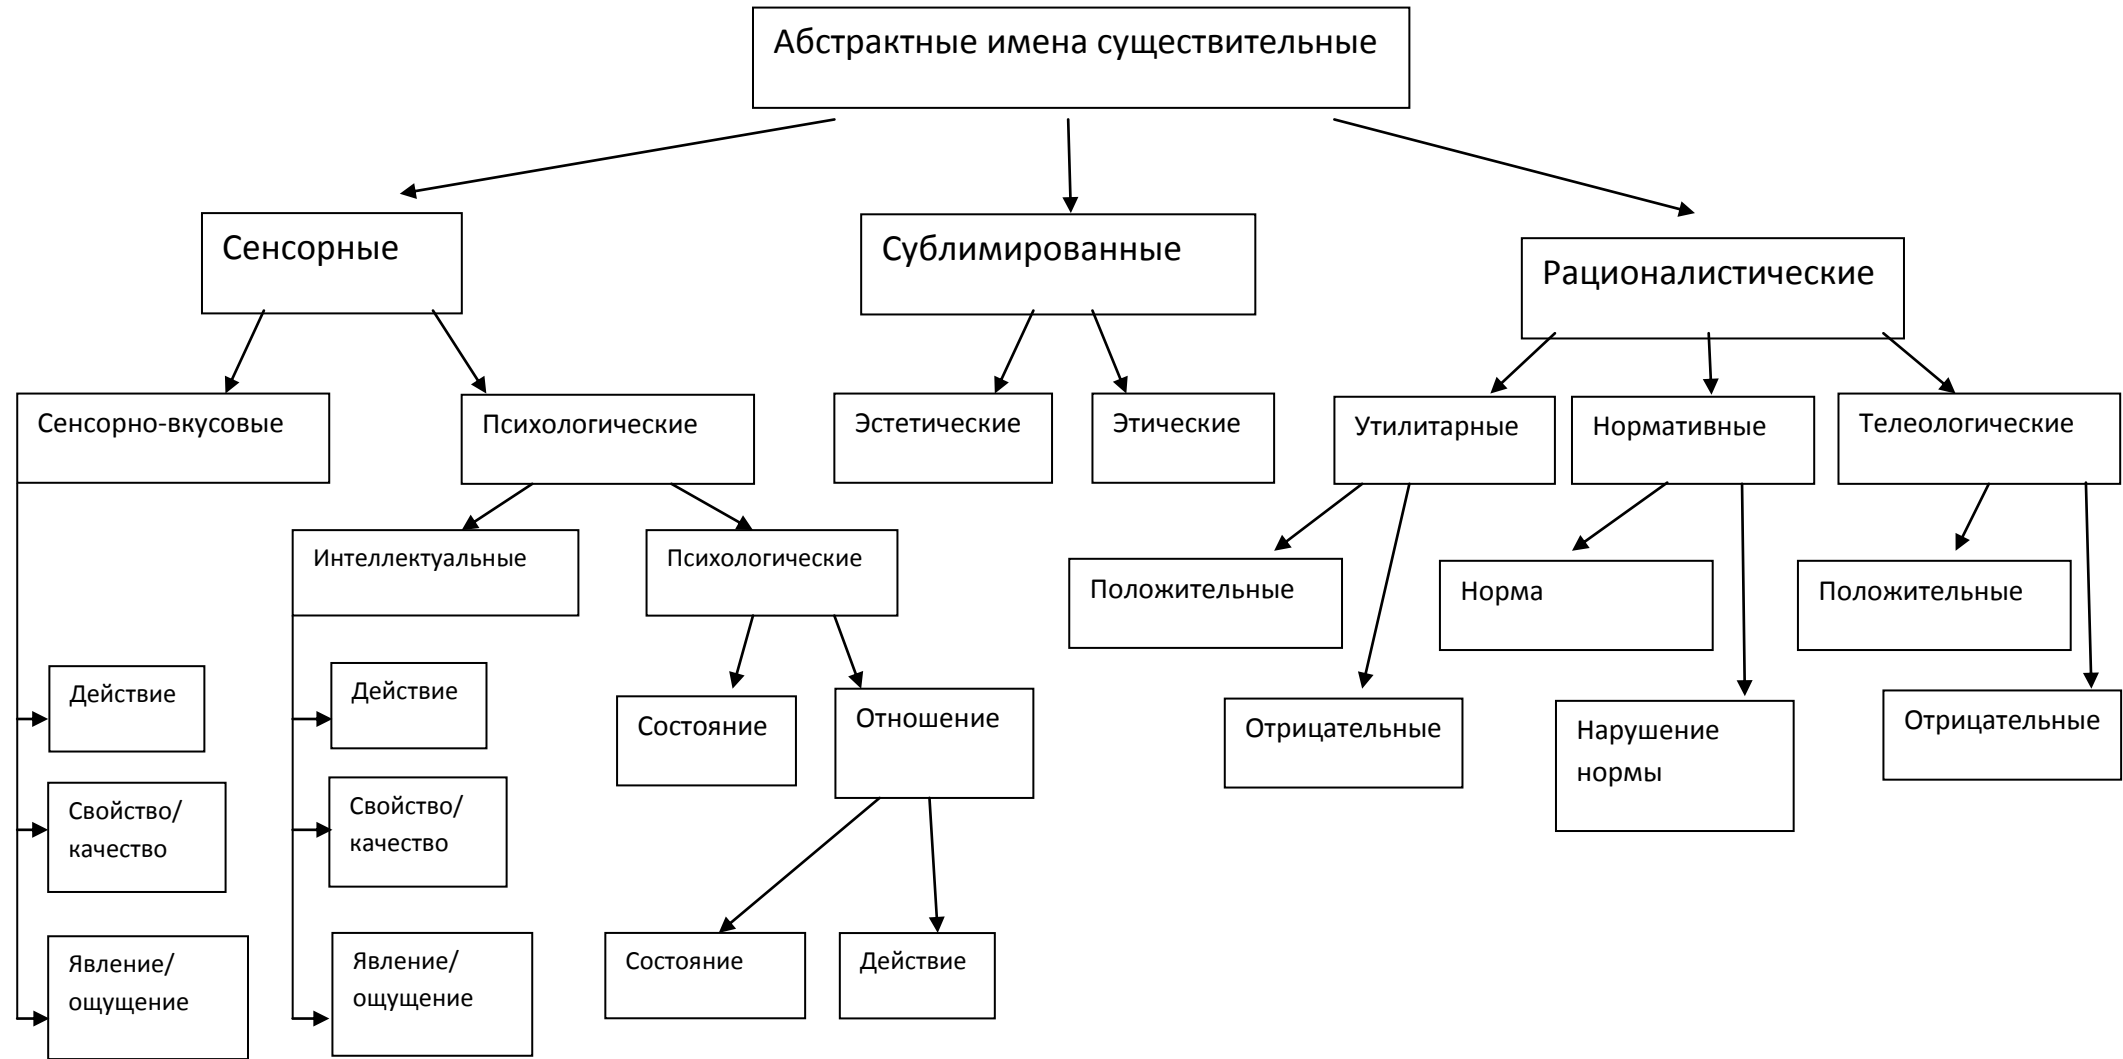 Абстрактные имена существительные
Сенсорные
Сублимированные
Рационалистические
Сенсорно-вкусовые
Психологические
Эстетические
Этические
Утилитарные
Нормативные
Телеологические
Интеллектуальные
Психологические
Положительные
Норма
Положительные
Действие
Действие
Состояние
Отношение
Отрицательные
Нарушение
нормы
Отрицательные
Свойство/
качество
Свойство/
качество
Явление/
ощущение
Явление/
ощущение
Состояние
Действие